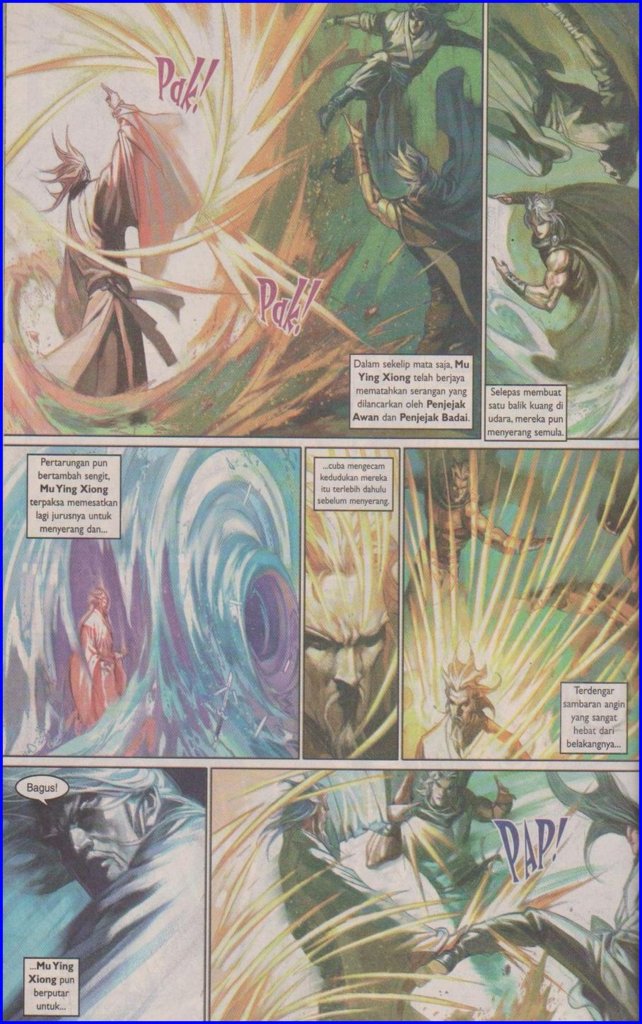 Pak!
Pak!
Dalam sekelip mata saja, Mu
Ying Xiong telah berjaya
mematahkan serangan yang
dilancarkan oleh Penjejak
Awan dan Penjejak Badai.
Selepas membuat
satu balik kuang di
udara, mereka pun
menyerang semula.
Pertarungan pun
bertambah sengit,
Mu Ying Xiong
terpaksa memesatkan
lagi jurusnya untuk
menyerang dan...
...cuba mengecam
kedudukan mereka
itu terlebih dahulu
sebelum menyerang.
Terdengar
sambaran angin
yang sangat
hebat dari
belakangnya...
Bagus!
...Mu Ying
Xiong pun
berputar
untuk...
PAP!